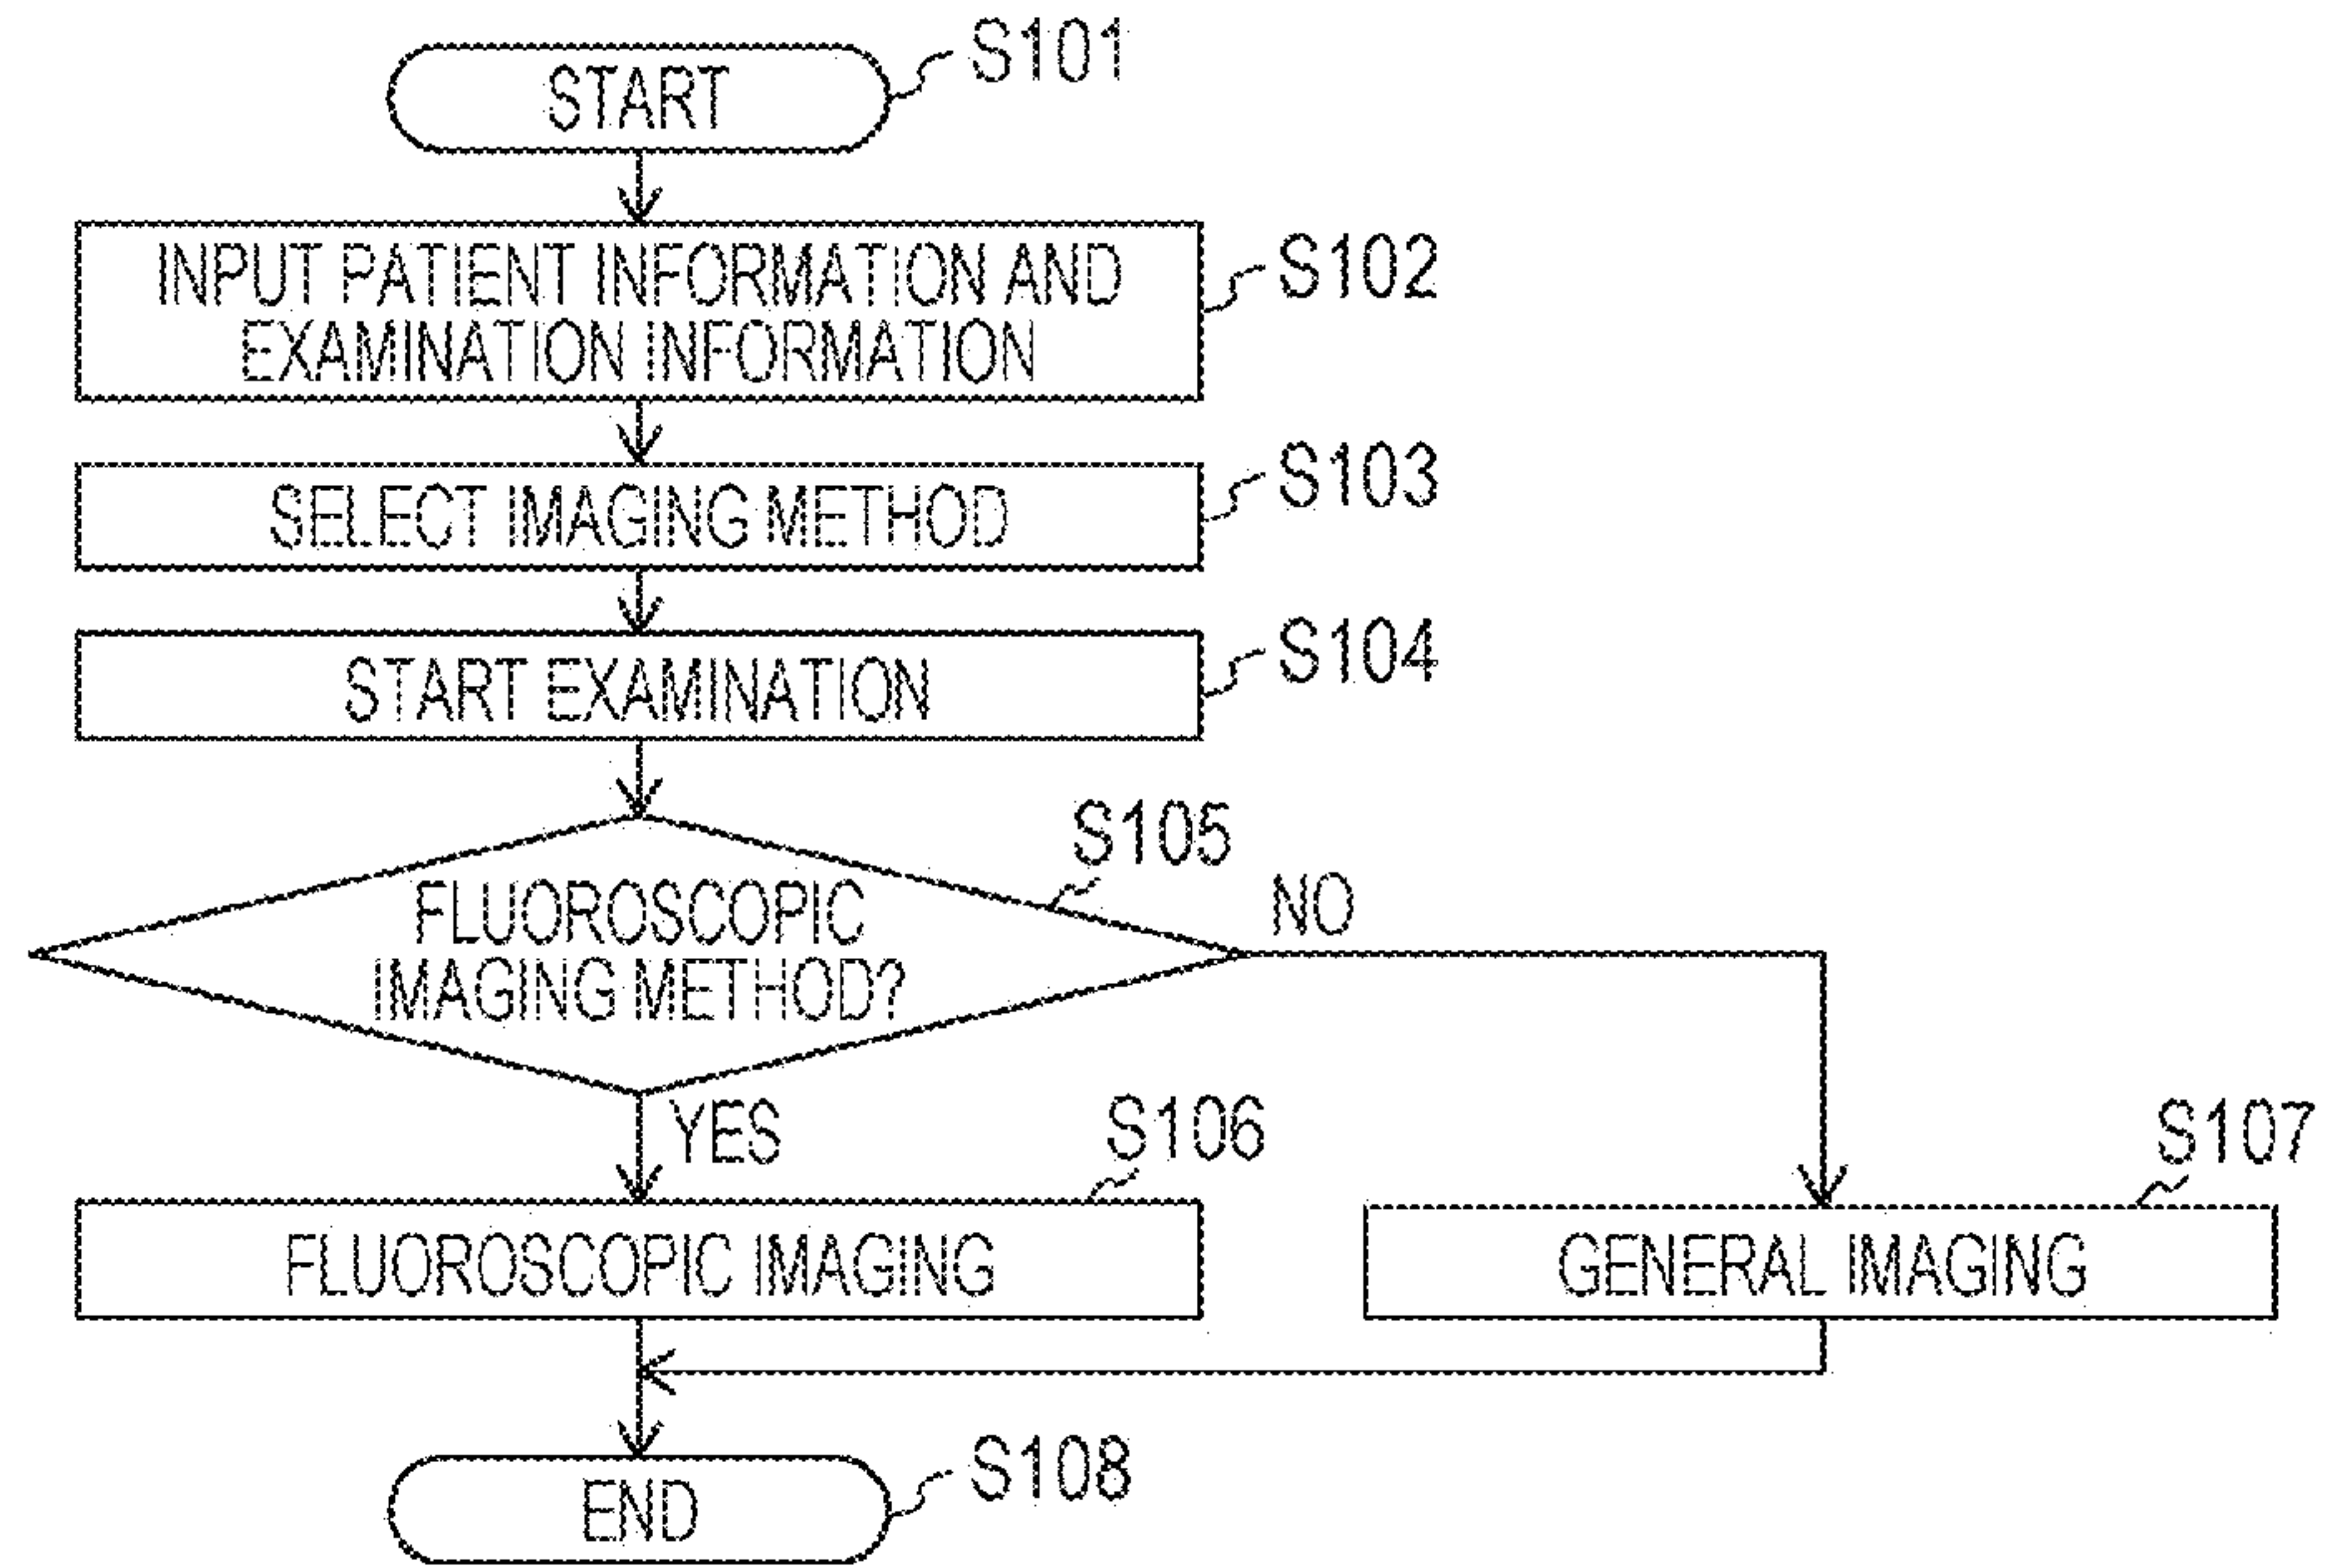 START
S101
INPUT PATIENT INFORMATION AND
EXAMINATION INFORMATION
S102
SELECT IMAGING METHOD
S103
START EXAMINATION
S104
S105
FLUOROSCOPIC
IMAGING METHOD?
NO
YES
S106
FLUOROSCOPIC IMAGING
S107
GENERAL IMAGING
END
S108